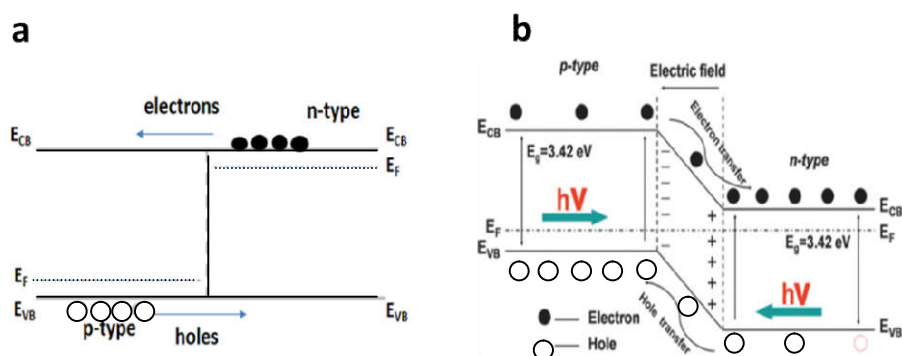 a
electrons
n-type
E_CB
E_CB
E_F
E_F
E_VB
p-type
holes
E_VB
b
p-type
Electric field
E_CB
Electron transfer
E_g=3.42 eV
n-type
hV
E_CB
E_F
E_F
E_VB
E_g=3.42 eV
hV
Electron
Hole
Hole transfer
E_VB